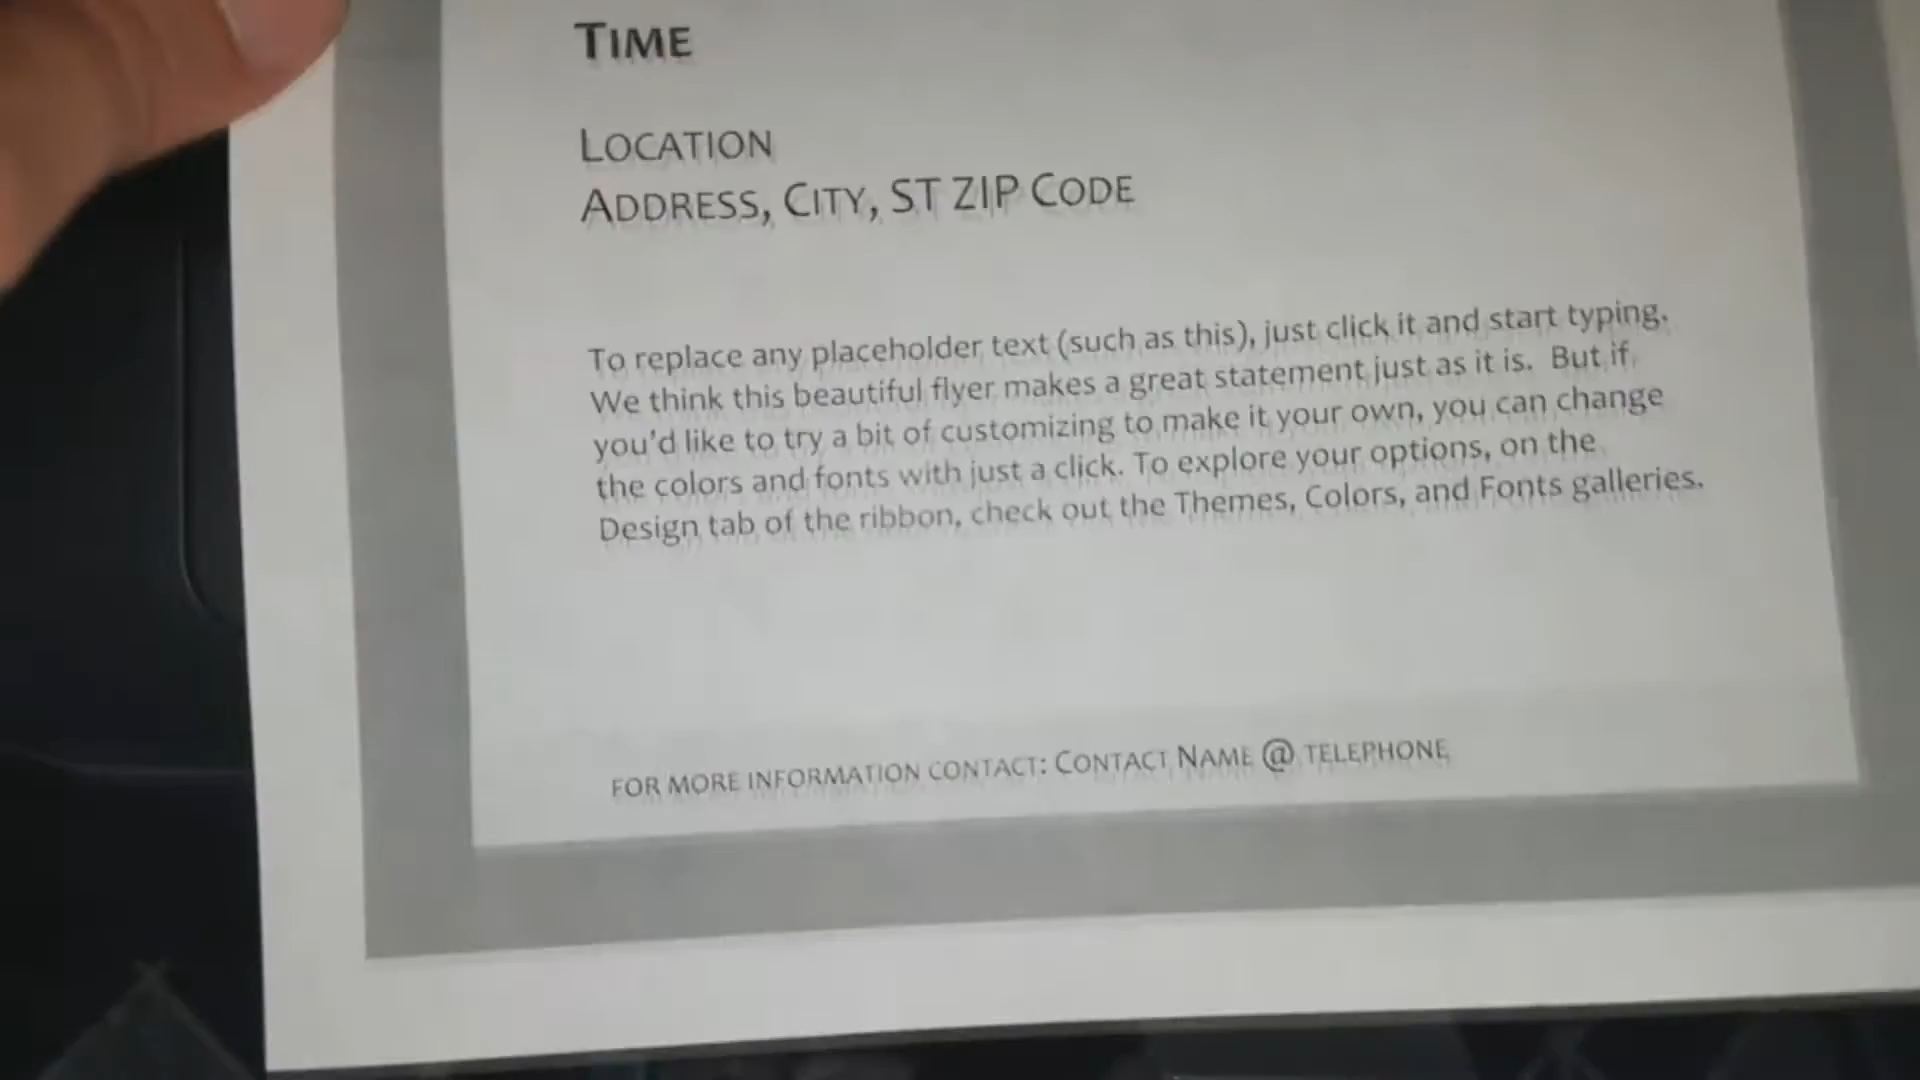 TIME
LOCATION
ADDRESS, CITY, ST ZIP CODE
To replace any placeholder text (such as this), just click it and start typing.
We think this beautiful flyer makes a great statement just as it is. But if
you'd like to try a bit of customizing to make it your own, you can change
the colors and fonts with just a click. To explore your options, on the
Design tab of the ribbon, check out the Themes, Colors, and Fonts galleries.
FOR MORE INFORMATION CONTACT: CONTACT NAME @ TELEPHONE